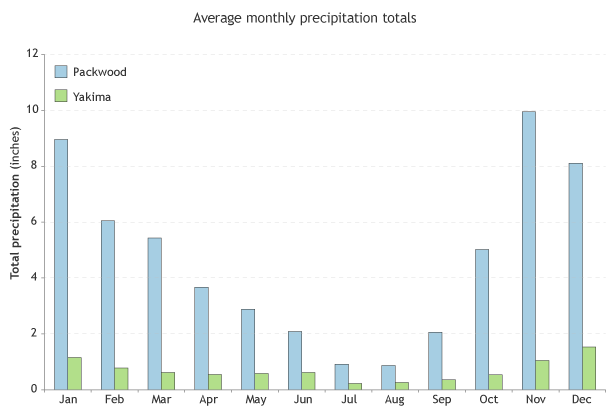 Average monthly precipitation totals
12
Packwood
Yakima
10
8
6
4
2
0
Total precipitation (inches)
Jan Feb Mar Apr May Jun Jul Aug Sep Oct Nov Dec